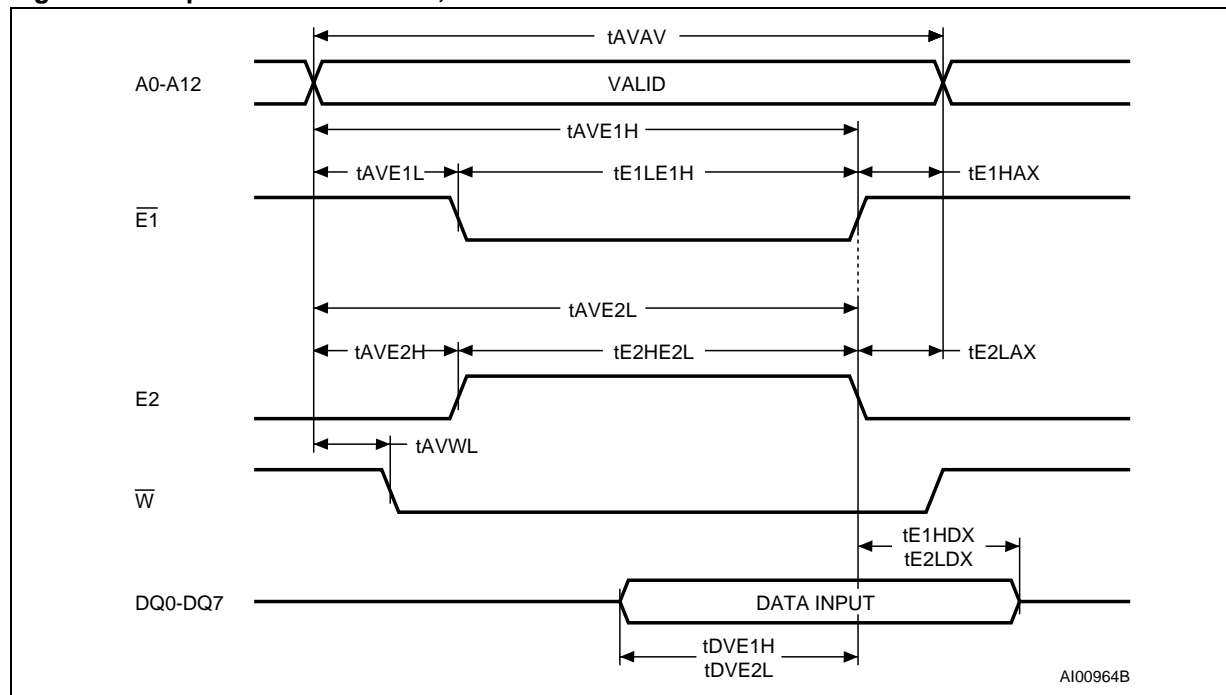 tAVAV
A0-A12
VALID
tAVE1H
tAVE1L
tE1LE1H
tE1HAX
E1
tAVE2L
tAVE2H
tE2HE2L
tE2LAX
E2
tAVWL
W
tE1HDX
tE2LDX
DQ0-DQ7
DATA INPUT
tDVE1H
tDVE2L
AI00964B